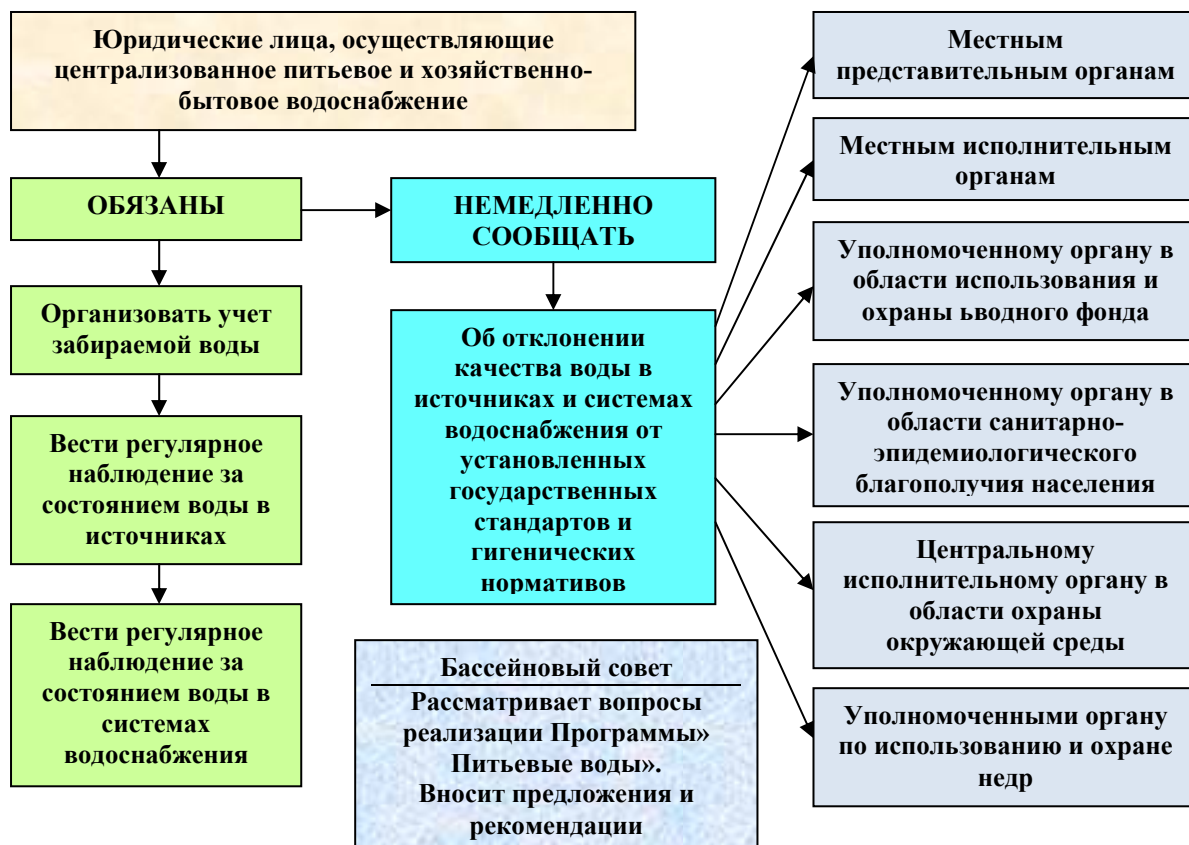 Юридические лица, осуществляющие
централизованное питьевое и хозяйственно-
бытовое водоснабжение
ОБЯЗАНЫ
Организовать учет
забираемой воды
Вести регулярное
наблюдение за
состоянием воды в
источниках
Вести регулярное
наблюдение за
состоянием воды в
системах
водоснабжения
НЕМЕДЛЕННО
СООБЩАТЬ
Об отклонении
качества воды в
источниках и системах
водоснабжения от
установленных
государственных
стандартов и
гигенических
нормативов
Бассейновый совет
Рассматривает вопросы
реализации Программы»
Питьевые воды».
Вносит предложения и
рекомендации
Местным
представительным органам
Местным исполнительным
органам
Уполномоченному органу в
области использования и
охраны ьводного фонда
Уполномоченному органу в
области санитарно-
эпидемиологического
благополучия населения
Центральному
исполнительному органу в
области охраны
окружающей среды
Уполномоченными органу
по использованию и охране
недр